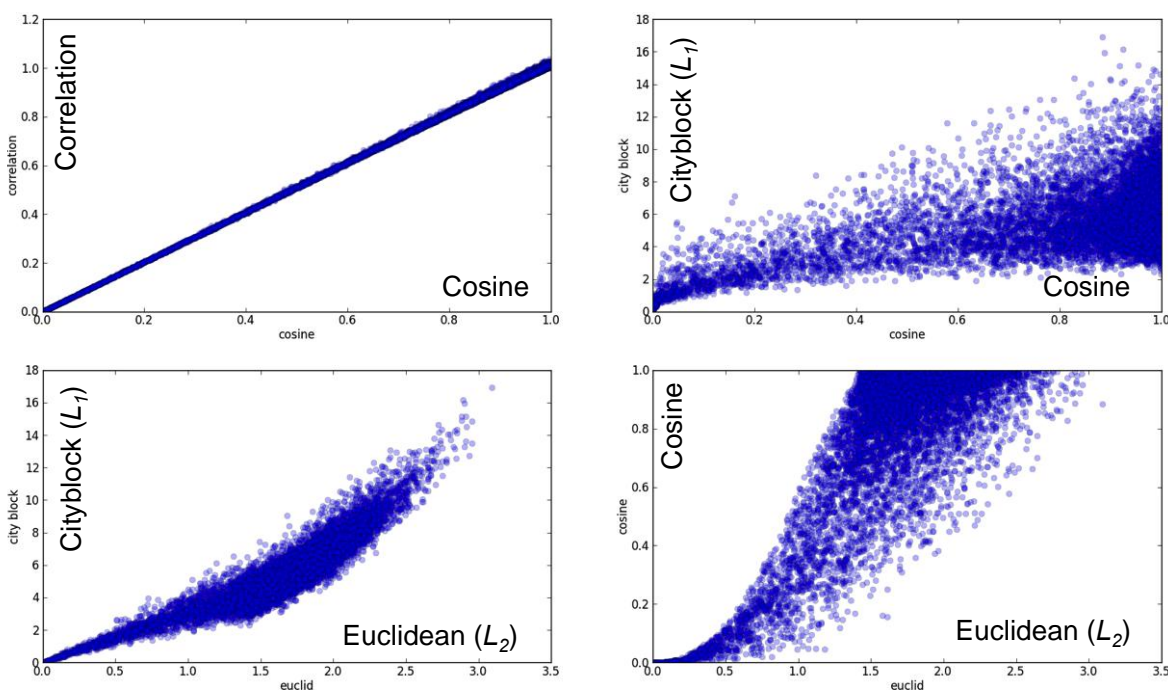 1.2
1.0
0.8
0.6
0.4
0.2
0.0
correlation
Correlation
Cosine
0.0 0.2 0.4 0.6 0.8 1.0
cosine
18
16
14
12
10
8
6
4
2
0
city block
Cityblock (L1)
Cosine
0.0 0.2 0.4 0.6 0.8 1.0
cosine
18
16
14
12
10
8
6
4
2
0
city block
Cityblock (L1)
Euclidean (L2)
0.0 0.5 1.0 1.5 2.0 2.5 3.0 3.5
euclid
1.0
0.8
0.6
0.4
0.2
0.0
cosine
Cosine
Euclidean (L2)
0.0 0.5 1.0 1.5 2.0 2.5 3.0 3.5
euclid